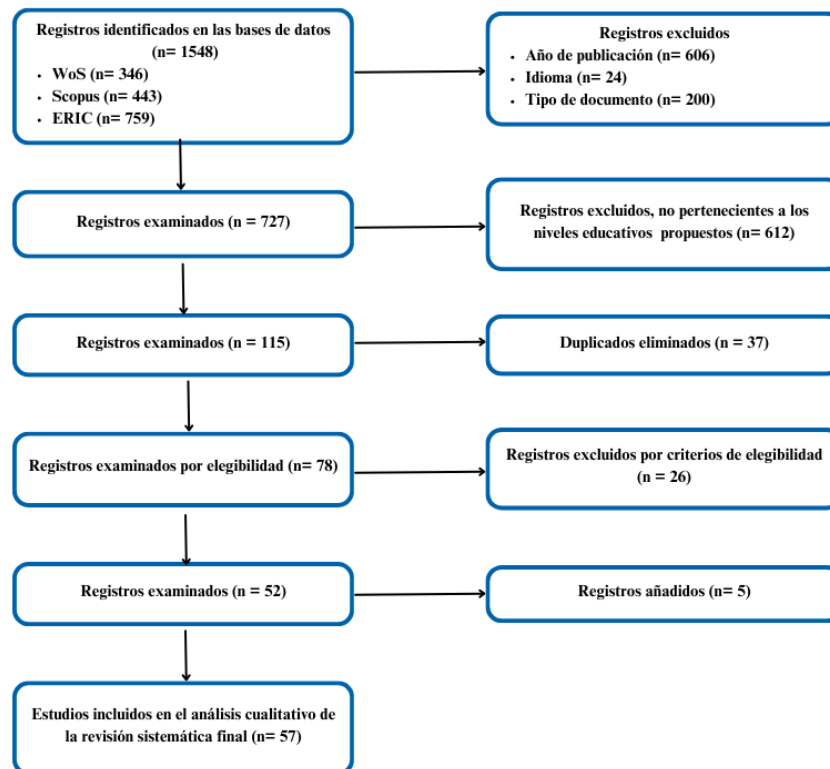 Registros identificados en las bases de datos
(n= 1548)
• WoS (n= 346)
• Scopus (n= 443)
• ERIC (n= 759)
Registros excluidos
• Año de publicación (n= 606)
• Idioma (n= 24)
• Tipo de documento (n= 200)
Registros examinados (n = 727)
Registros excluidos, no pertenecientes a los
niveles educativos propuestos (n= 612)
Registros examinados (n = 115)
Duplicados eliminados (n = 37)
Registros examinados por elegibilidad (n= 78)
Registros excluidos por criterios de elegibilidad
(n = 26)
Registros examinados (n = 52)
Registros añadidos (n= 5)
Estudios incluidos en el análisis cualitativo de
la revisión sistemática final (n= 57)